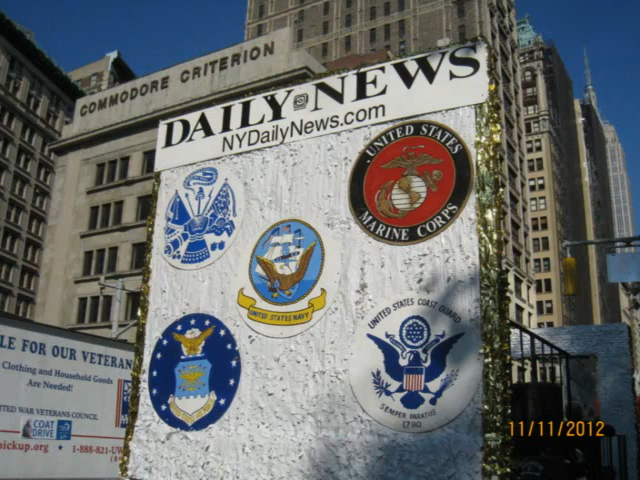 COMMODORE CRITERION
DAILY NEWS
NYDailyNews.com
UNITED STATES
MARINE CORPS
UNITED STATES NAVY
UNITED STATES COAST GUARD
SEMPER PARATUS
1790
LE FOR OUR VETERAN
Clothing and Household Goods
Are Needed!
ITED WAR VETERANS COUNCIL
COAT
DRIVE
pickup.org * 1-888-821-UW
11/11/2012